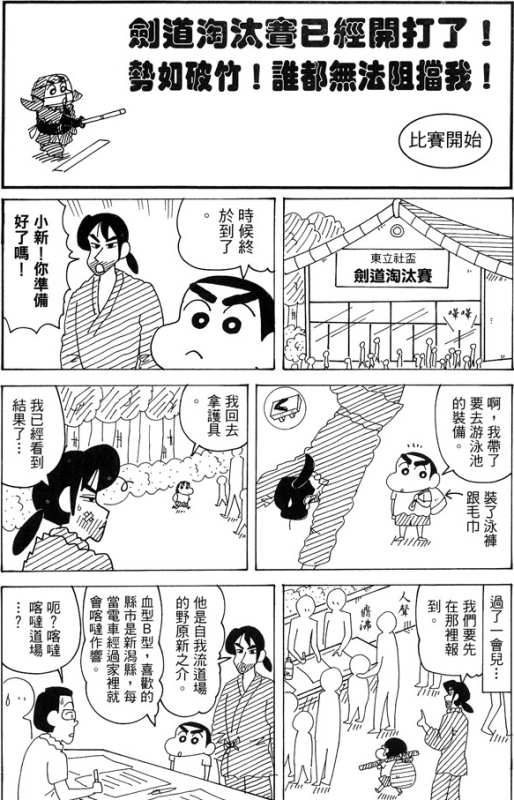 劍道淘汰賽已經開打了！
勢如破竹！誰都無法阻擋我！
比賽開始
東立社盃
劍道淘汰賽
嘩
嘩
時候終
於到了
。
小新！你準備
好了嗎！
啊，我帶了
要去游泳池
的裝備。
裝了泳褲
跟毛巾
我回去
拿護具
。
我已經看到
結果了…
過了一會兒…
人聲
鼎沸
我們要先
在那裡報
到。
他是自我流道場
的野原新之介。
血型B型，喜歡的
縣市是新潟縣，每
當電車經過家裡就
會喀噠作響。
呃？喀噠
喀噠道場
…？